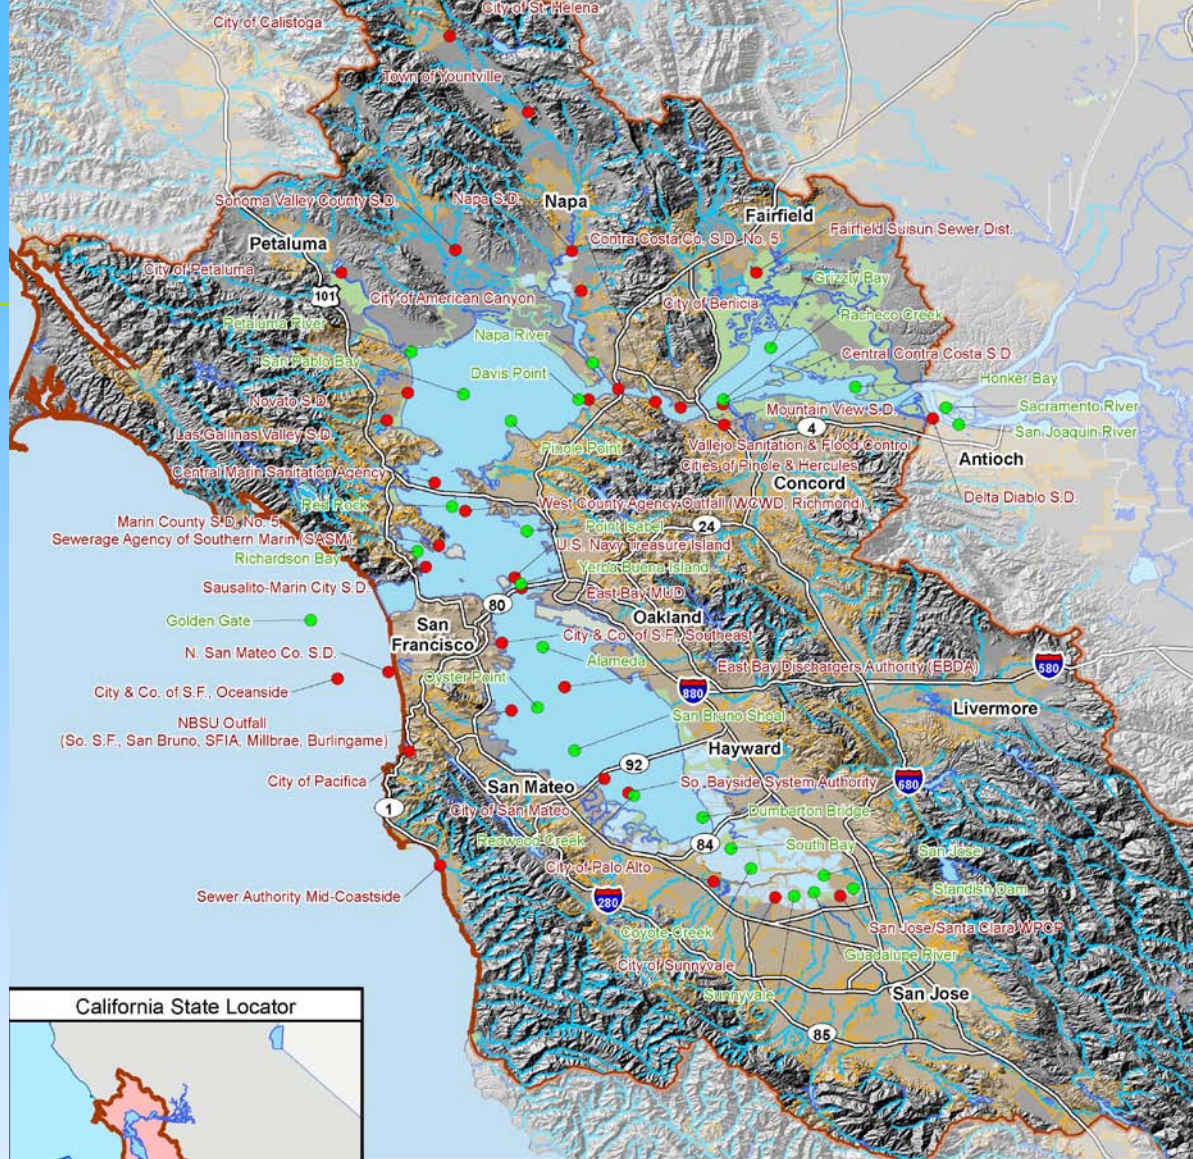 City of St. Helena
City of Calistoga
Town of Yountville
Sonoma Valley County S.D.
Napa S.D.
Napa
Fairfield
Petaluma
Contra Costa Co. S.D. No. 5
Fairfield Suisun Sewer Dist.
City of Petaluma
101
City of American Canyon
City of Benicia
Grizzly Bay
Petaluma River
Napa River
Pacheco Creek
San Pablo Bay
Davis Point
Central Contra Costa S.D.
Honker Bay
Novato S.D.
Mountain View S.D.
Sacramento River
4
San Joaquin River
Las Gallinas Valley S.D.
Pinole Point
Vallejo Sanitation & Flood Control
Antioch
Central Marin Sanitation Agency
Cities of Pinole & Hercules
Concord
Delta Diablo S.D.
Red Rock
West County Agency Outfall (WCWD, Richmond)
Marin County S.D. No. 5,
Sewerage Agency of Southern Marin (SASM)
Point Isabel
24
U.S. Navy Treasure Island
Richardson Bay
Yerba Buena Island
Sausalito-Marin City S.D.
East Bay MUD
80
Golden Gate
San
Francisco
Oakland
City & Co. of S.F., Southeast
N. San Mateo Co. S.D.
Alameda
East Bay Dischargers Authority (EBDA)
580
Oyster Point
City & Co. of S.F., Oceanside
880
Livermore
NBSU Outfall
(So. S.F., San Bruno, SFIA, Millbrae, Burlingame)
San Bruno Shoal
Hayward
92
City of Pacifica
San Mateo
So. Bayside System Authority
680
1
City of San Mateo
Dumbarton Bridge
Redwood Creek
84
South Bay
San Jose
City of Palo Alto
Sewer Authority Mid-Coastside
280
Standish Dam
Coyote Creek
San Jose/Santa Clara WPCP
City of Sunnyvale
Guadalupe River
Sunnyvale
San Jose
85
California State Locator